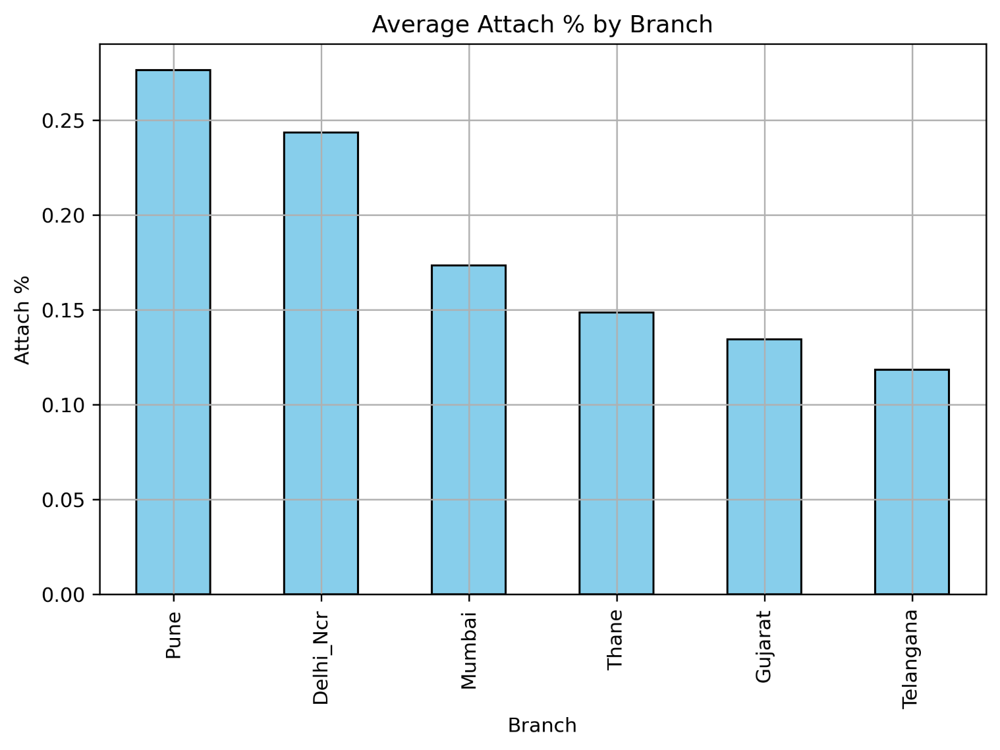 Average Attach % by Branch
Attach %
0.25
0.20
0.15
0.10
0.05
0.00
Pune
Delhi_Ncr
Mumbai
Thane
Gujarat
Telangana
Branch